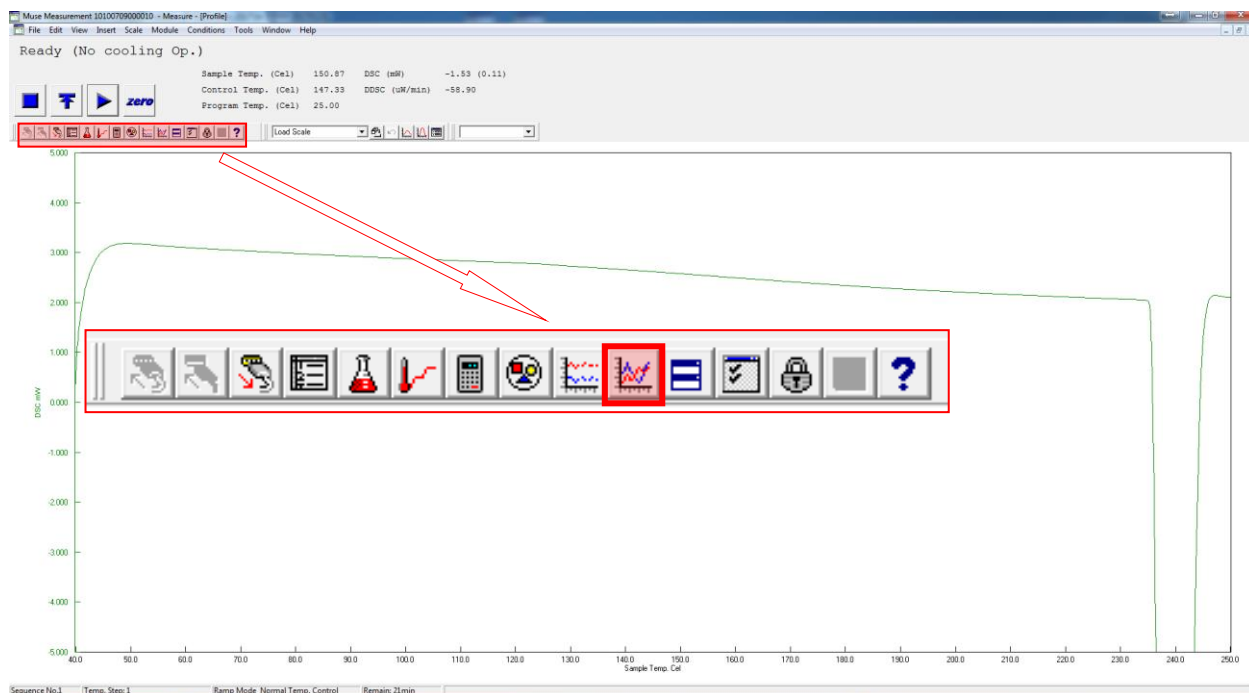 Muse Measurement 10100709000010 - Measure - [Profile]
File Edit View Insert Scale Module Conditions Tools Window Help
Ready (No cooling Op.)
Sample Temp. (Cel) 150.87 DSC (mW) -1.53 (0.11)
Control Temp. (Cel) 147.33 DDSC (uW/min) -58.90
Program Temp. (Cel) 25.00
zero
? Load Scale
5.000
4.000
3.000
2.000
1.000
0.000
-1.000
-2.000
-3.000
-4.000
-5.000
DSC mW
?
40.0 50.0 60.0 70.0 80.0 90.0 100.0 110.0 120.0 130.0 140.0 150.0 160.0 170.0 180.0 190.0 200.0 210.0 220.0 230.0 240.0 250.0
Sample Temp. Cel
Sequence No.1 Temp. Step: 1 Ramp Mode Normal Temp. Control Remain: 21min